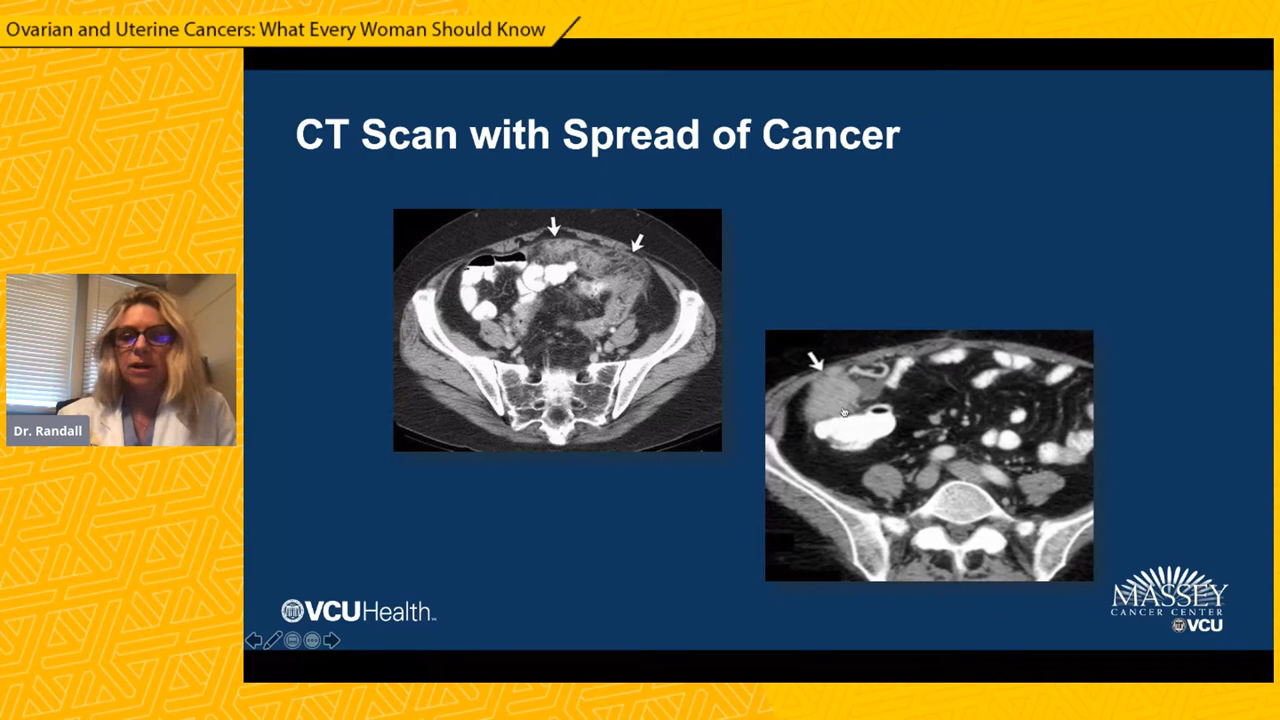 Ovarian and Uterine Cancers: What Every Woman Should Know
CT Scan with Spread of Cancer
Dr. Randall
VCUHealth™
MASSEY
CANCER CENTER
VCU